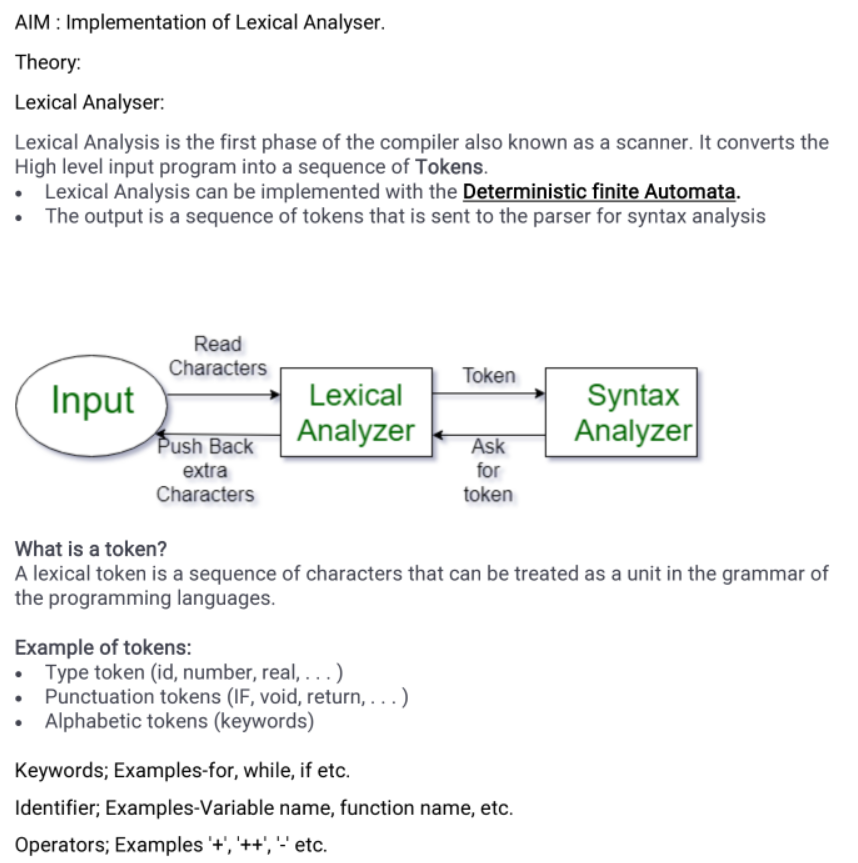 AIM : Implementation of Lexical Analyser.
Theory:
Lexical Analyser:
Lexical Analysis is the first phase of the compiler also known as a scanner. It converts the
High level input program into a sequence of Tokens.
• Lexical Analysis can be implemented with the Deterministic finite Automata.
• The output is a sequence of tokens that is sent to the parser for syntax analysis
Read
Characters
Input
Push Back
extra
Characters
Lexical
Analyzer
Token
Ask
for
token
Syntax
Analyzer
What is a token?
A lexical token is a sequence of characters that can be treated as a unit in the grammar of
the programming languages.
Example of tokens:
• Type token (id, number, real, . . . )
• Punctuation tokens (IF, void, return, . . . )
• Alphabetic tokens (keywords)
Keywords; Examples-for, while, if etc.
Identifier; Examples-Variable name, function name, etc.
Operators; Examples '+', '++', '-' etc.